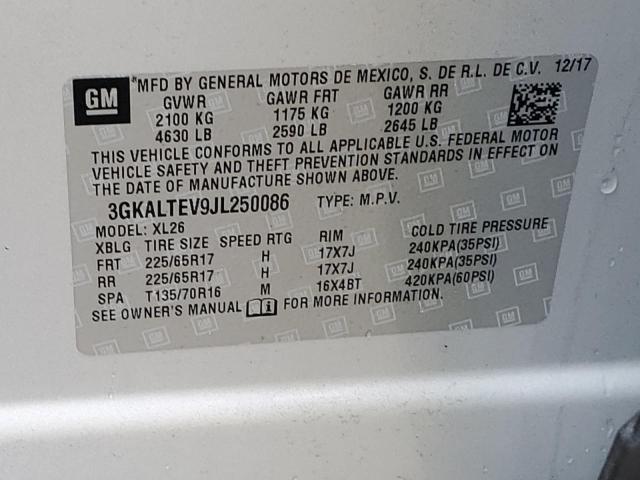 GM *MFD BY GENERAL MOTORS DE MEXICO, S. DE R.L. DE C.V. 12/17
GVWR GAWR FRT GAWR RR
2100 KG 1175 KG 1200 KG
4630 LB 2590 LB 2645 LB
THIS VEHICLE CONFORMS TO ALL APPLICABLE U.S. FEDERAL MOTOR
VEHICLE SAFETY AND THEFT PREVENTION STANDARDS IN EFFECT ON
THE DATE OF MANUFACTURE SHOWN ABOVE.
3GKALTEV9JL250086 TYPE: M.P.V.
MODEL: XL26
XBLG TIRE SIZE SPEED RTG RIM COLD TIRE PRESSURE
FRT 225/65R17 H 17X7J 240KPA(35PSI)
RR 225/65R17 H 17X7J 240KPA(35PSI)
SPA T135/70R16 M 16X4BT 420KPA(60PSI)
SEE OWNER'S MANUAL FOR MORE INFORMATION.